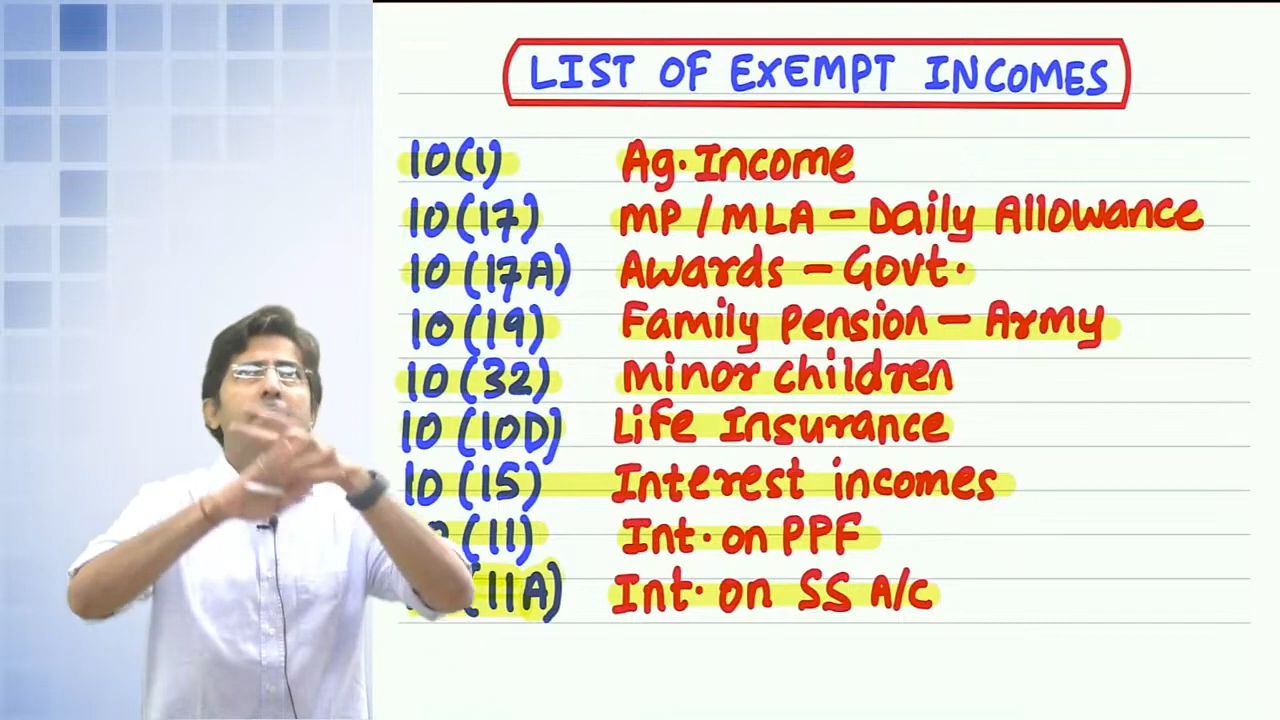 LIST OF EXEMPT INCOMES
10(1) Ag. Income
10(17) MP/MLA – Daily Allowance
10(17A) Awards – Govt.
10(19) Family pension – Army
10(32) minor children
10(10D) Life Insurance
10(15) Interest incomes
(11) Int. on PPF
(11A) Int. on SS A/c